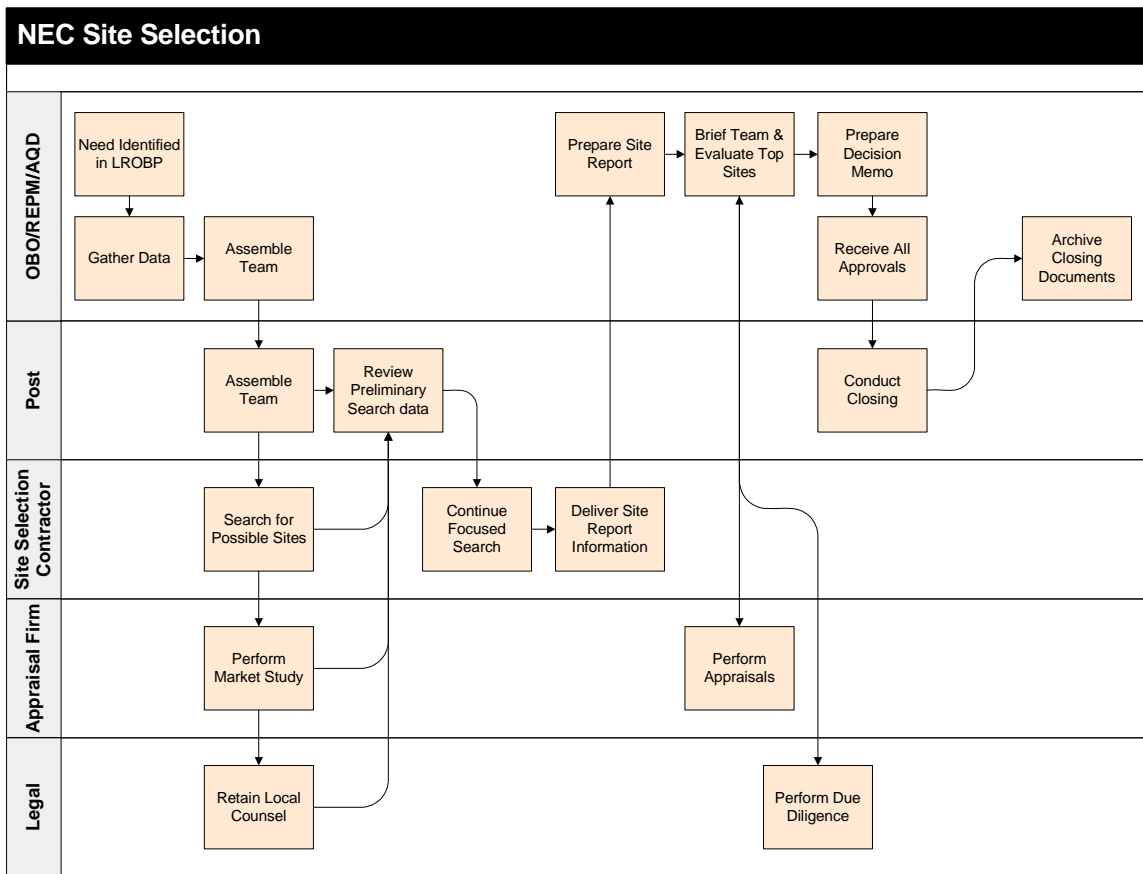 NEC Site Selection
OBO/REPM/AQD
Need Identified
in LROBP
Gather Data
Assemble
Team
Prepare Site
Report
Brief Team &
Evaluate Top
Sites
Prepare
Decision
Memo
Receive All
Approvals
Archive
Closing
Documents
Post
Assemble
Team
Review
Preliminary
Search data
Conduct
Closing
Site Selection
Contractor
Search for
Possible Sites
Continue
Focused
Search
Deliver Site
Report
Information
Appraisal Firm
Perform
Market Study
Perform
Appraisals
Legal
Retain Local
Counsel
Perform Due
Diligence